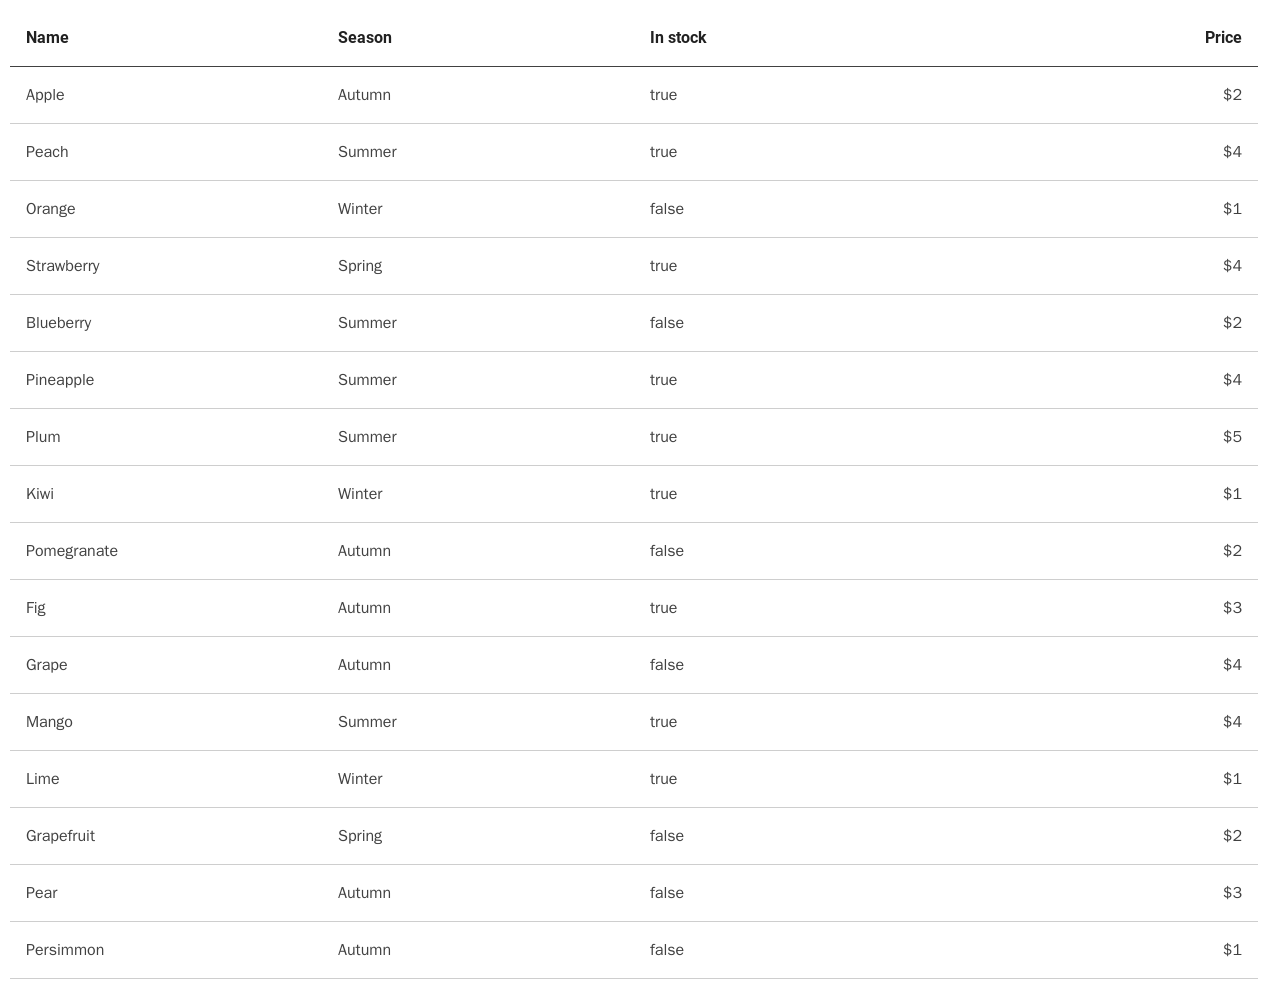 Name Season In stock Price
Apple Autumn true $2
Peach Summer true $4
Orange Winter false $1
Strawberry Spring true $4
Blueberry Summer false $2
Pineapple Summer true $4
Plum Summer true $5
Kiwi Winter true $1
Pomegranate Autumn false $2
Fig Autumn true $3
Grape Autumn false $4
Mango Summer true $4
Lime Winter true $1
Grapefruit Spring false $2
Pear Autumn false $3
Persimmon Autumn false $1